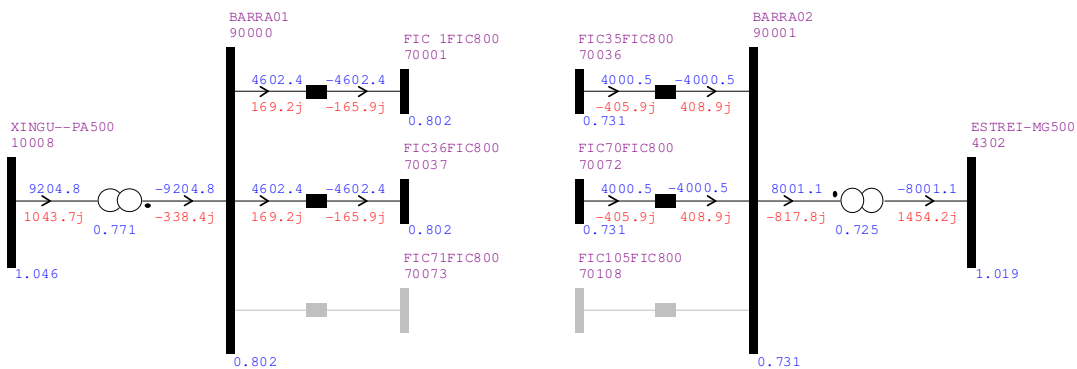 BARRA01
90000
BARRA02
90001
FIC 1FIC800
70001
FIC35FIC800
70036
4602.4
-4602.4
169.2j
-165.9j
0.802
4000.5
-4000.5
-405.9j
408.9j
0.731
XINGU--PA500
10008
ESTREI-MG500
4302
FIC36FIC800
70037
FIC70FIC800
70072
9204.8
-9204.8
1043.7j
-338.4j
0.771
1.046
4602.4
-4602.4
169.2j
-165.9j
0.802
4000.5
-4000.5
-405.9j
408.9j
0.731
8001.1
-8001.1
-817.8j
1454.2j
0.725
1.019
FIC71FIC800
70073
FIC105FIC800
70108
0.802
0.731